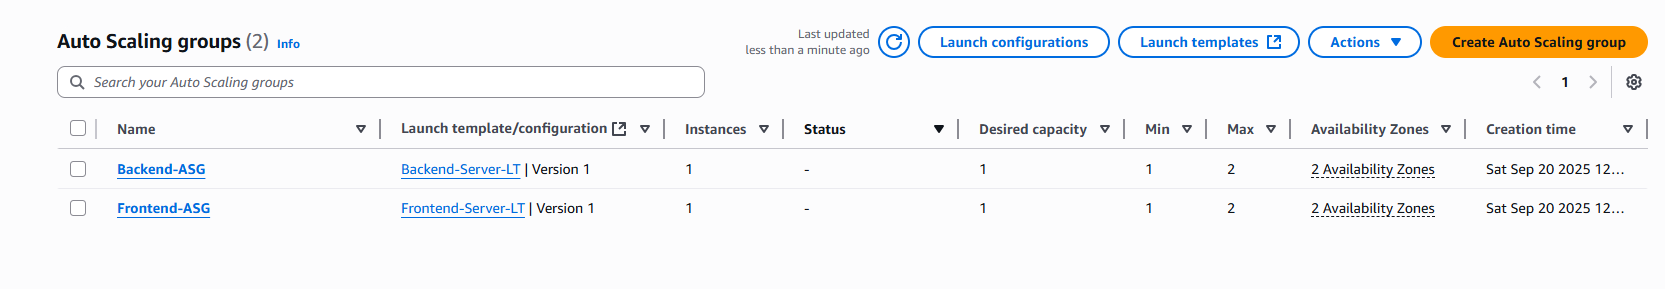 Auto Scaling groups (2) Info
Last updated
less than a minute ago
Launch configurations
Launch templates
Actions
Create Auto Scaling group
Search your Auto Scaling groups
1
Name Launch template/configuration Instances Status Desired capacity Min Max Availability Zones Creation time
Backend-ASG Backend-Server-LT | Version 1 1 - 1 1 2 2 Availability Zones Sat Sep 20 2025 12...
Frontend-ASG Frontend-Server-LT | Version 1 1 - 1 1 2 2 Availability Zones Sat Sep 20 2025 12...